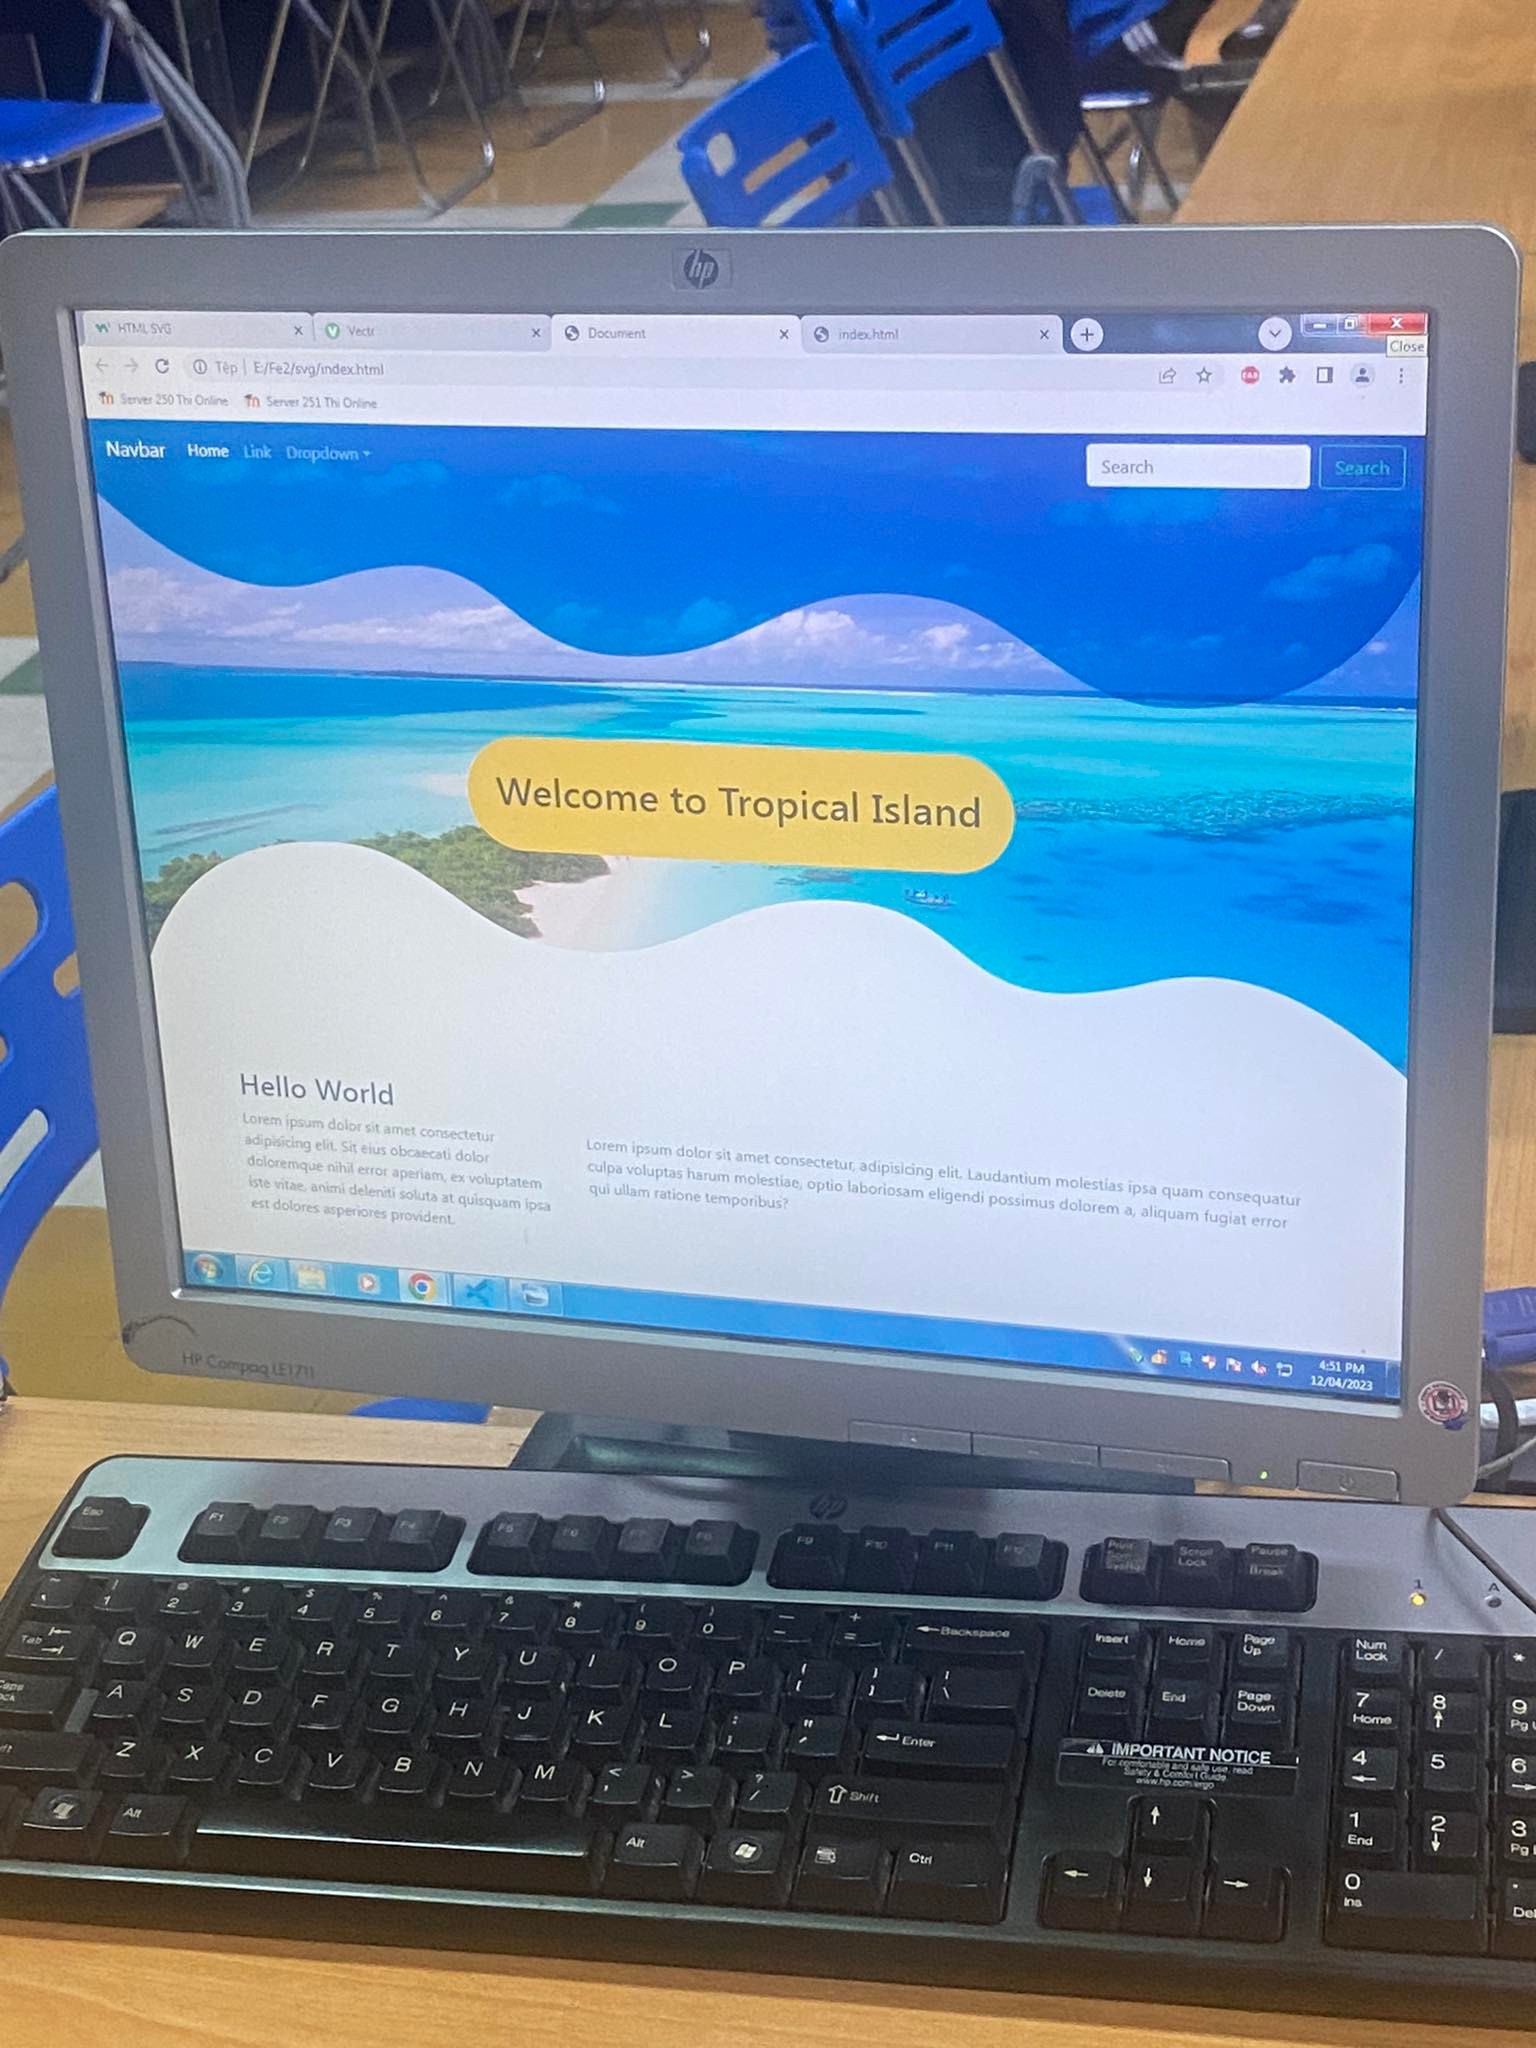 hp
HTML SVG
Vectr
Document
index.html
Close
Tệp
E:/Fe2/svg/index.html
Server 250 Thi Online
Server 251 Thi Online
Navbar Home Link Dropdown
Search
Search
Welcome to Tropical Island
Hello World
Lorem ipsum dolor sit amet consectetur
adipisicing elit. Sit eius obcaecati dolor
doloremque nihil error aperiam, ex voluptatem
iste vitae, animi deleniti soluta at quisquam ipsa
est dolores asperiores provident.
Lorem ipsum dolor sit amet consectetur, adipisicing elit. Laudantium molestias ipsa quam consequatur
culpa voluptas harum molestiae, optio laboriosam eligendi possimus dolorem a, aliquam fugiat error
qui ullam ratione temporibus?
4:51 PM
12/04/2023
HP Compaq LE1711
hp
Esc F1 F2 F3 F4 F5 F6 F7 F8 F9 F10 F11 F12
Print Scrn SysRq
Scroll Lock
Pause Break
1 A
~ ` ! 1 @ 2 # 3 $ 4 % 5 ^ 6 & 7 * 8 ( 9 ) 0 — - + = Backspace
Insert Home Page Up
Num Lock / *
Tab Q W E R T Y U I O P { [ } ] | \
Delete End Page Down
7 Home 8 9 Pg
A S D F G H J K L : ; " ' Enter
4 5 6
IMPORTANT NOTICE
For comfortable and safe use, read
Safety & Comfort Guide.
www.hp.com/ergo
Z X C V B N M < , > . ? / Shift
1 End 2 3 Pg
Alt Alt Ctrl
0 Ins . Del